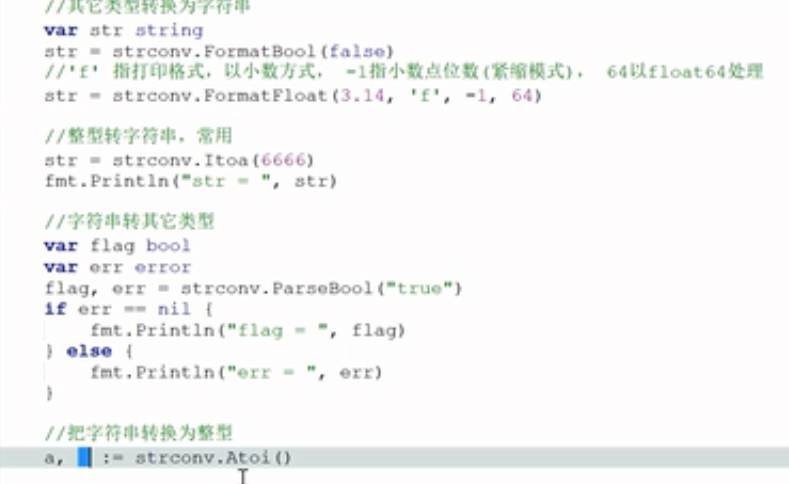 //其它类型转换为字符串
var str string
str = strconv.FormatBool(false)
//'f' 指打印格式，以小数方式， -1指小数点位数(紧缩模式)， 64以float64处理
str = strconv.FormatFloat(3.14, 'f', -1, 64)
//整型转字符串，常用
str = strconv.Itoa(6666)
fmt.Println("str = ", str)
//字符串转其它类型
var flag bool
var err error
flag, err = strconv.ParseBool("true")
if err == nil {
fmt.Println("flag = ", flag)
} else {
fmt.Println("err = ", err)
}
//把字符串转换为整型
a, := strconv.Atoi()